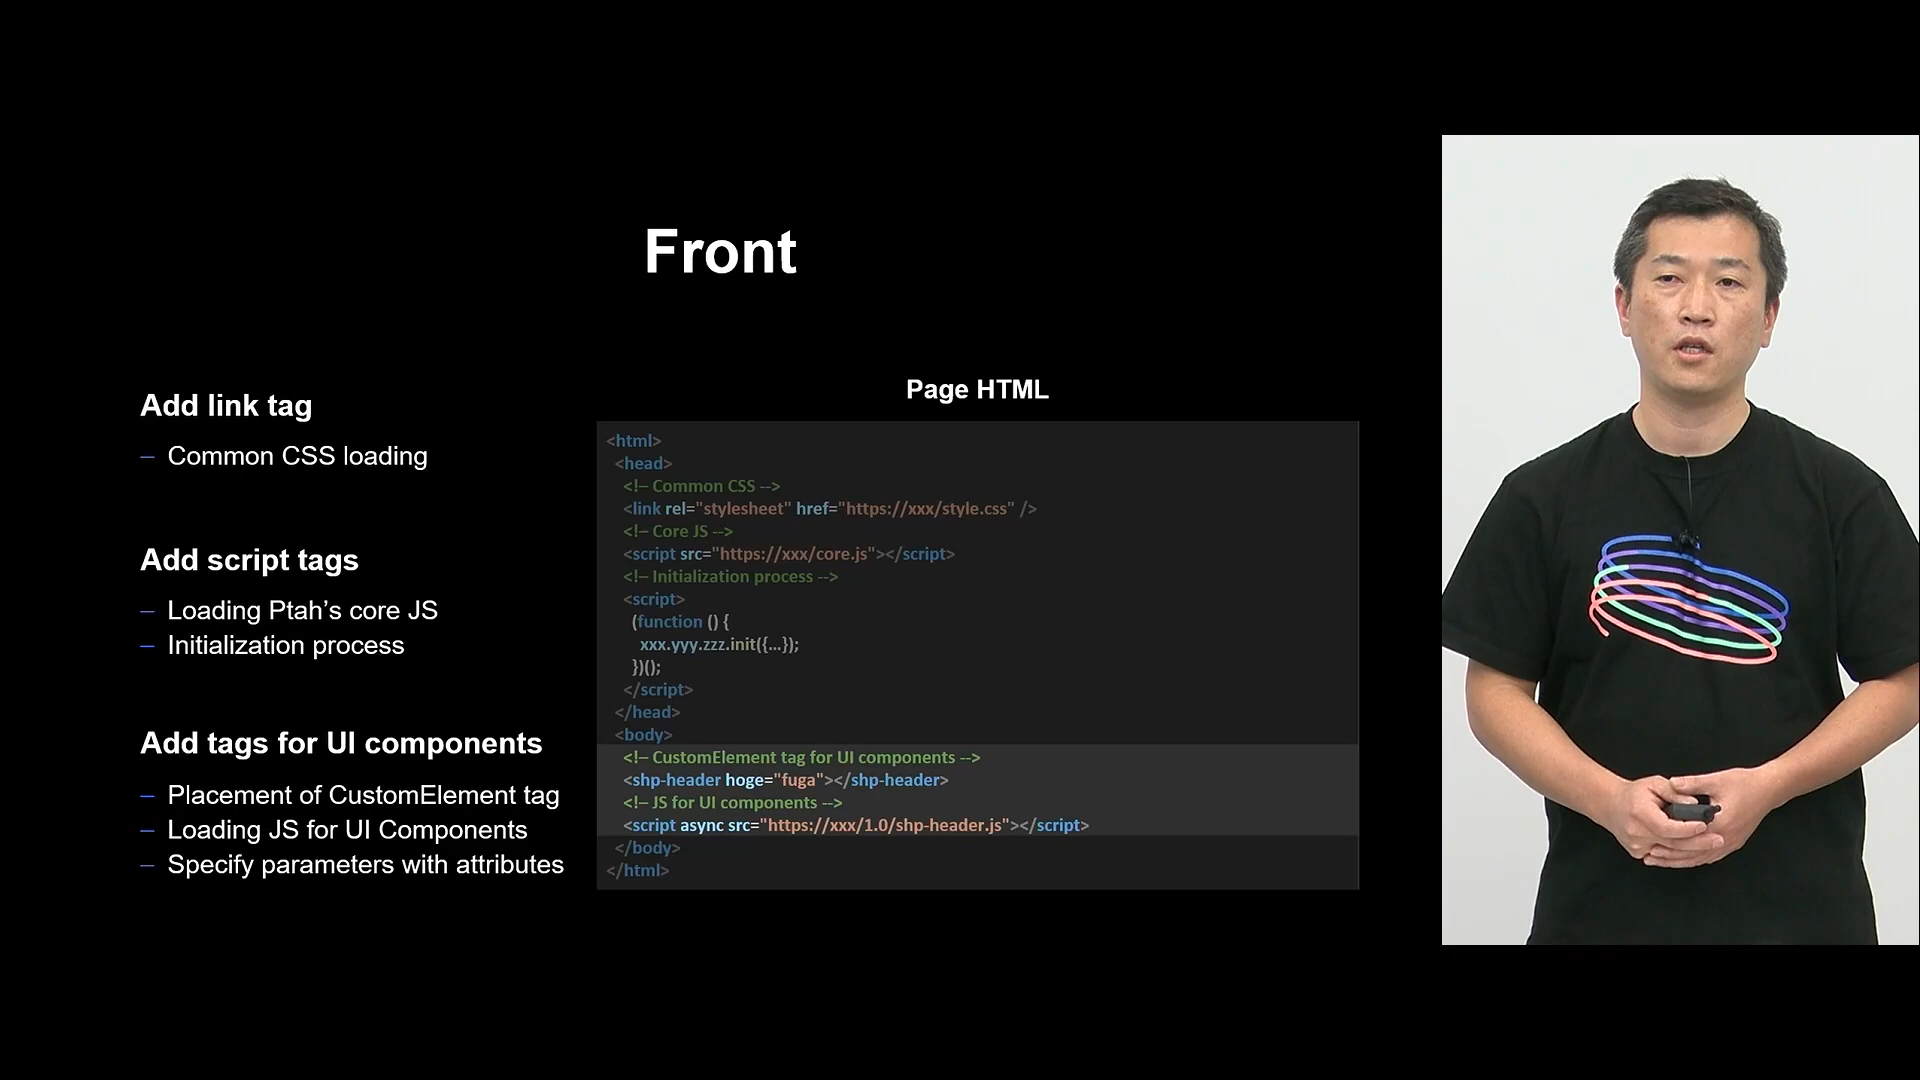 Front
Add link tag
– Common CSS loading
Add script tags
– Loading Ptah’s core JS
– Initialization process
Add tags for UI components
– Placement of CustomElement tag
– Loading JS for UI Components
– Specify parameters with attributes
Page HTML
<html>
<head>
<!– Common CSS -->
<link rel="stylesheet" href="https://xxx/style.css" />
<!– Core JS -->
<script src="https://xxx/core.js"></script>
<!– Initialization process -->
<script>
(function () {
xxx.yyy.zzz.init({...});
})();
</script>
</head>
<body>
<!– CustomElement tag for UI components -->
<shp-header hoge="fuga"></shp-header>
<!– JS for UI components -->
<script async src="https://xxx/1.0/shp-header.js"></script>
</body>
</html>